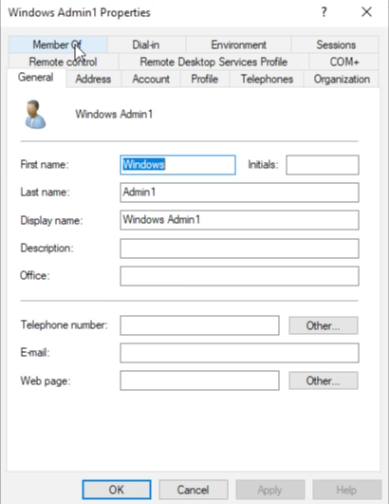 Windows Admin1 Properties ? ×
Member Of Dial-in Environment Sessions
Remote control Remote Desktop Services Profile COM+
General Address Account Profile Telephones Organization
Windows Admin1
First name: Windows Initials:
Last name: Admin1
Display name: Windows Admin1
Description:
Office:
Telephone number: Other...
E-mail:
Web page: Other...
OK Cancel Apply Help